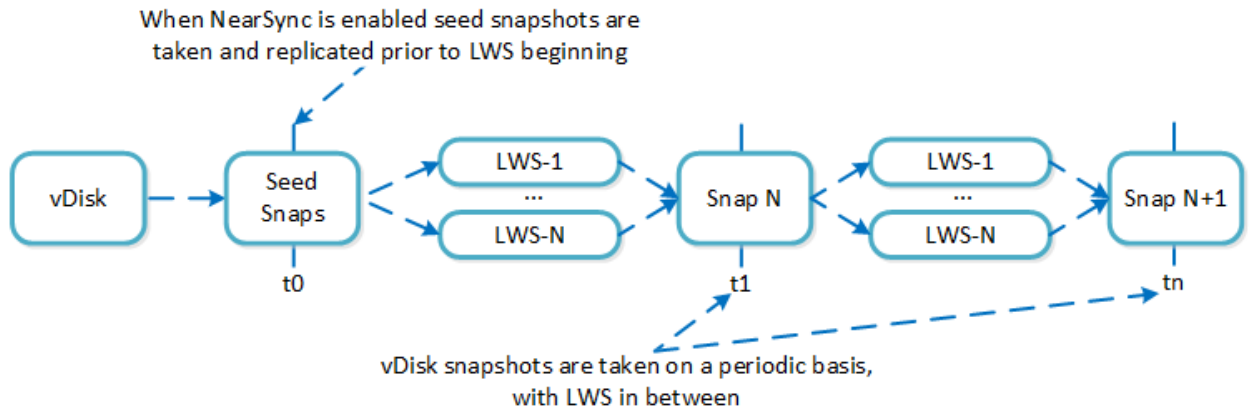 When NearSync is enabled seed snapshots are
taken and replicated prior to LWS beginning
vDisk
Seed
Snaps
LWS-1
...
LWS-N
Snap N
LWS-1
...
LWS-N
Snap N+1
t0
t1
tn
vDisk snapshots are taken on a periodic basis,
with LWS in between